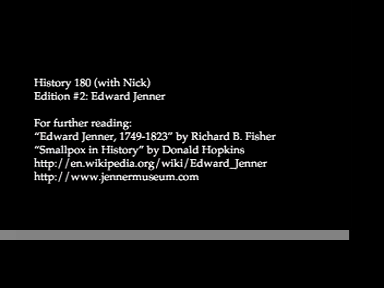 History 180 (with Nick)
Edition #2: Edward Jenner
For further reading:
“Edward Jenner, 1749-1823” by Richard B. Fisher
“Smallpox in History” by Donald Hopkins
http://en.wikipedia.org/wiki/Edward_Jenner
http://www.jennermuseum.com